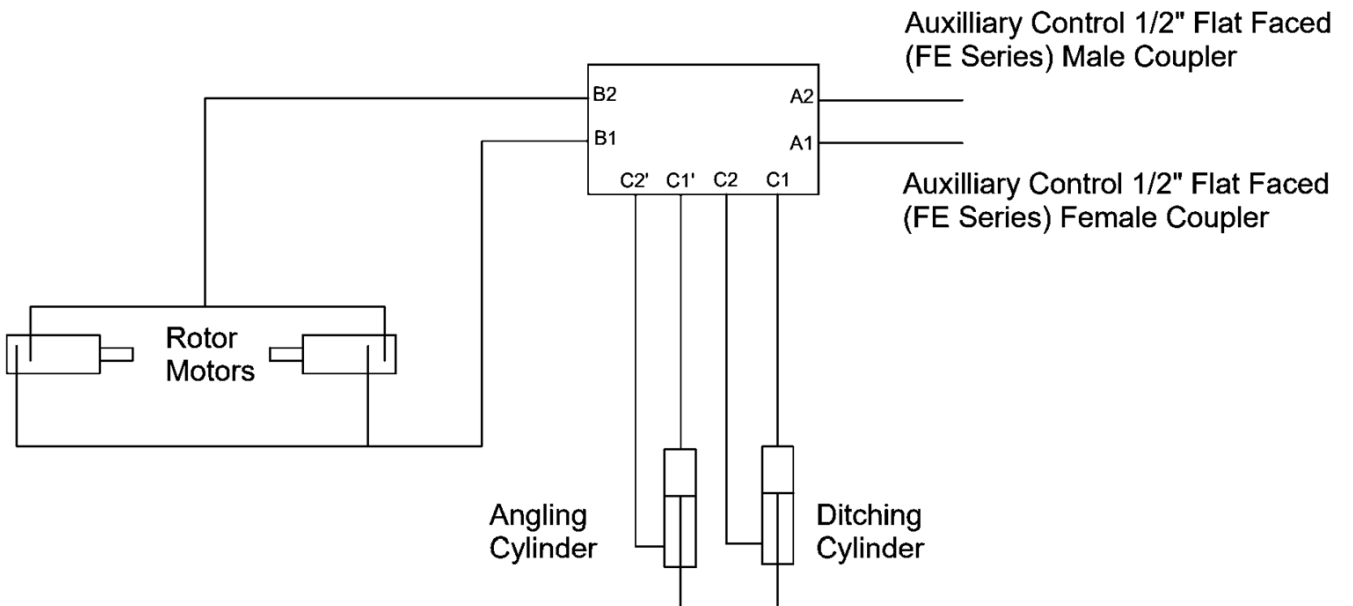 Auxilliary Control 1/2" Flat Faced
(FE Series) Male Coupler
B2
A2
B1
A1
C2' C1' C2 C1
Auxilliary Control 1/2" Flat Faced
(FE Series) Female Coupler
Rotor
Motors
Angling
Cylinder
Ditching
Cylinder